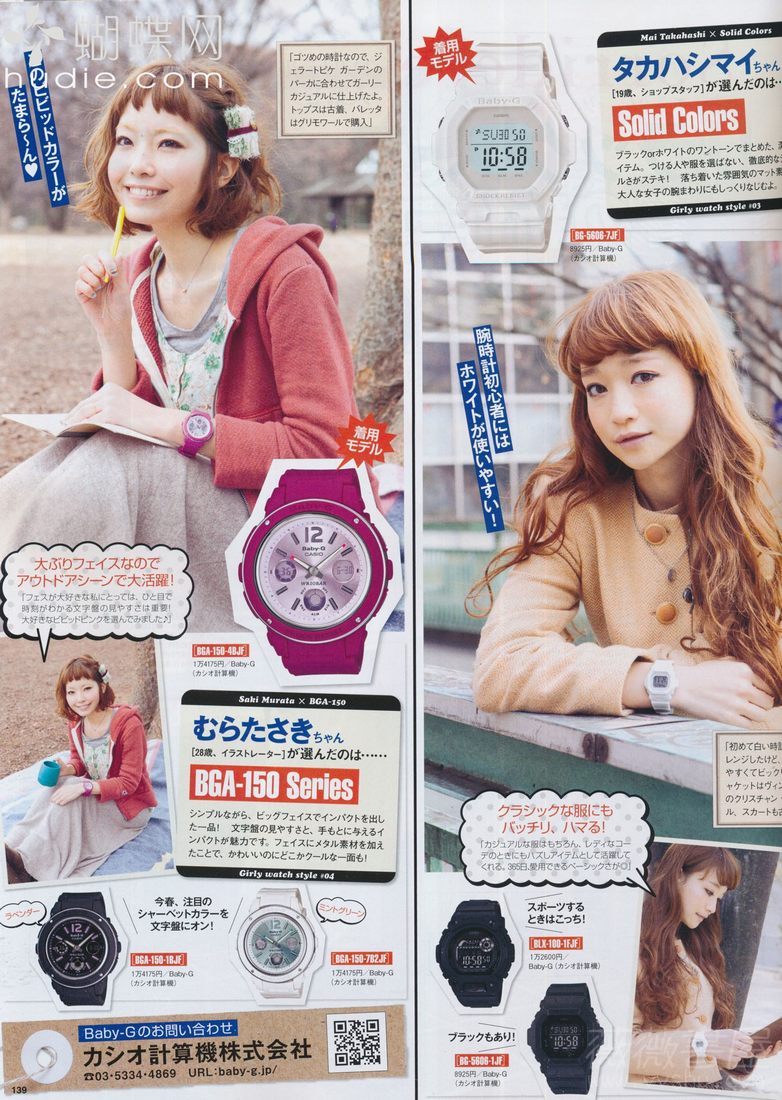 蝴蝶网
hudie.com
のビビッドカラーが
たまら〜ん♥
「ゴツめの時計なので、ジ
ェラートピケ ガーデンの
パーカに合わせてガーリー
カジュアルに仕上げたよ。
トップスは古着、バレッタ
はグリモワールで購入」
着用
モデル
大ぶりフェイスなので
アウトドアシーンで大活躍！
「フェスが大好きな私にとっては、ひと目で
時刻がわかる文字盤の見やすさは重要！
大好きなビビッドピンクを選んでみました♪」
Baby-G
CASIO
BGA-150-4BJF
1万4175円／Baby-G
（カシオ計算機）
Saki Murata × BGA-150
むらたさきちゃん
［28歳、イラストレーター］が選んだのは……
BGA-150 Series
シンプルながら、ビッグフェイスでインパクトを出し
た一品！ 文字盤の見やすさと、手もとに与えるイ
ンパクトが魅力です。フェイスにメタル素材を加え
たことで、かわいいのにどこかクールな一面も！
Girly watch style #04
ラベンダー
今春、注目の
シャーベットカラーを
文字盤にオン！
ミントグリーン
BGA-150-1BJF
1万4175円／Baby-G
（カシオ計算機）
BGA-150-7B2JF
1万4175円／Baby-G
（カシオ計算機）
Baby-Gのお問い合わせ
カシオ計算機株式会社
☎03・5334・4869 URL:baby-g.jp/
139
着用
モデル
Baby-G
CASIO
SU30 50
10:58
SHOCK RESIST
BG-5606-7JF
8925円／Baby-G
（カシオ計算機）
Mai Takahashi × Solid Colors
タカハシマイちゃん
［19歳、ショップスタッフ］が選んだのは…
Solid Colors
ブラックorホワイトのワントーンでまとめた、
アイテム。つける人や服を選ばない、徹底的な
ルさがステキ！ 落ち着いた雰囲気のマット
大人な女子の腕まわりにもしっくりなじむよ。
Girly watch style #03
腕時計初心者には
ホワイトが使いやすい！
「初めて白い時計
レンジしたけど、
やすくてビック
ャケットはヴィン
のクリスチャン
ル、スカートも
クラシックな服にも
バッチリ、ハマる！
「カジュアルな服はもちろん、レディなコー
デのときにもハズしアイテムとして活躍して
くれる。365日、愛用できるベーシックさが◎」
スポーツする
ときはこっち！
BLX-100-1FJF
1万2600円／
Baby-G（カシオ計算機）
ブラックもあり！
BG-5606-1JF
8925円／Baby-G
（カシオ計算機）